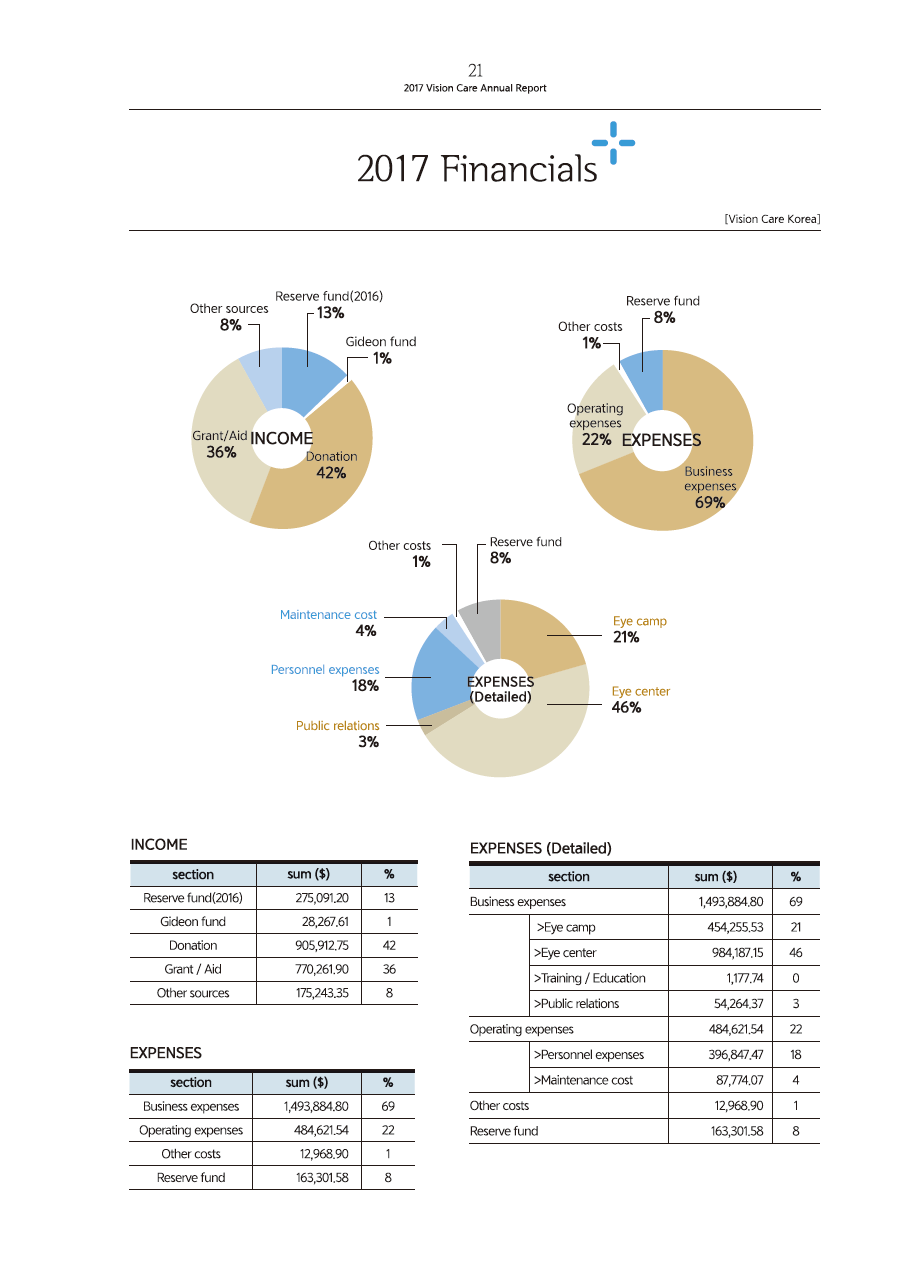 21
2017 Vision Care Annual Report
2017 Financials
[Vision Care Korea]
Reserve fund(2016)
13%
Other sources
8%
Gideon fund
1%
Grant/Aid
36%
INCOME
Donation
42%
Reserve fund
8%
Other costs
1%
Operating
expenses
22%
EXPENSES
Business
expenses
69%
Other costs
1%
Reserve fund
8%
Maintenance cost
4%
Eye camp
21%
Personnel expenses
18%
EXPENSES
(Detailed)
Eye center
46%
Public relations
3%
INCOME
section sum ($) %
Reserve fund(2016) 275,091.20 13
Gideon fund 28,267.61 1
Donation 905,912.75 42
Grant / Aid 770,261.90 36
Other sources 175,243.35 8
EXPENSES
section sum ($) %
Business expenses 1,493,884.80 69
Operating expenses 484,621.54 22
Other costs 12,968.90 1
Reserve fund 163,301.58 8
EXPENSES (Detailed)
section sum ($) %
Business expenses 1,493,884.80 69
>Eye camp 454,255.53 21
>Eye center 984,187.15 46
>Training / Education 1,177.74 0
>Public relations 54,264.37 3
Operating expenses 484,621.54 22
>Personnel expenses 396,847.47 18
>Maintenance cost 87,774.07 4
Other costs 12,968.90 1
Reserve fund 163,301.58 8